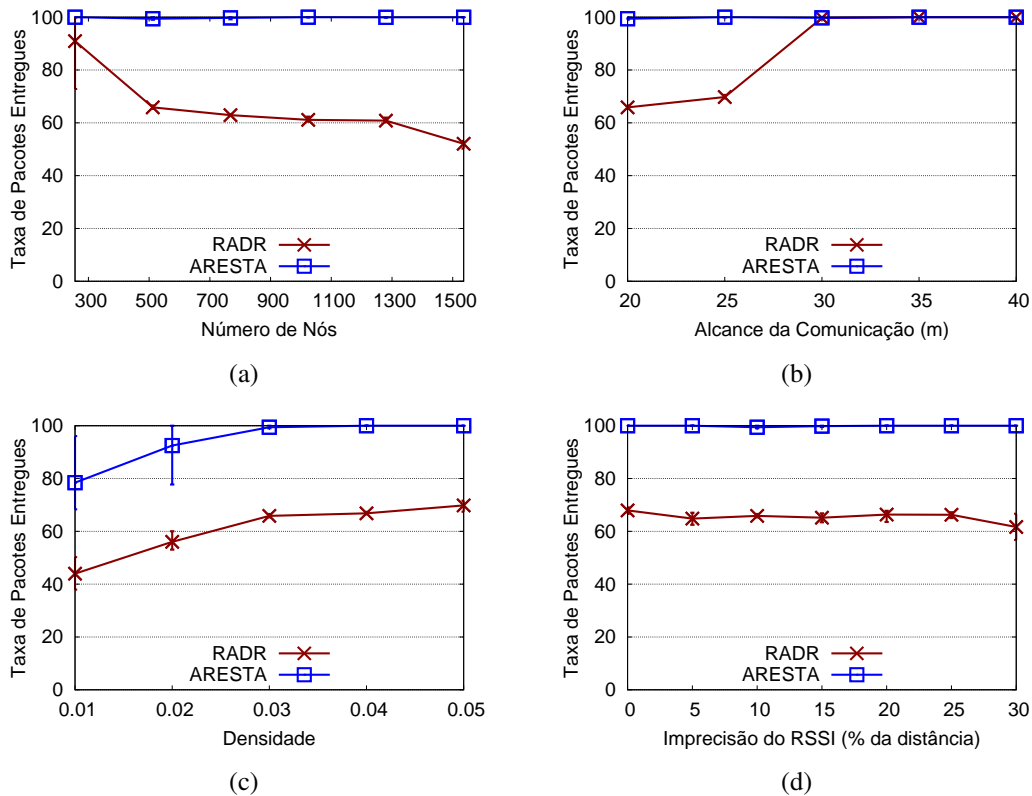 100
80
60
40
20
0
Taxa de Pacotes Entregues
RADR
ARESTA
300 500 700 900 1100 1300 1500
Número de Nós
(a)
100
80
60
40
20
0
Taxa de Pacotes Entregues
RADR
ARESTA
20 25 30 35 40
Alcance da Comunicação (m)
(b)
100
80
60
40
20
0
Taxa de Pacotes Entregues
RADR
ARESTA
0.01 0.02 0.03 0.04 0.05
Densidade
(c)
100
80
60
40
20
0
Taxa de Pacotes Entregues
RADR
ARESTA
0 5 10 15 20 25 30
Imprecisão do RSSI (% da distância)
(d)